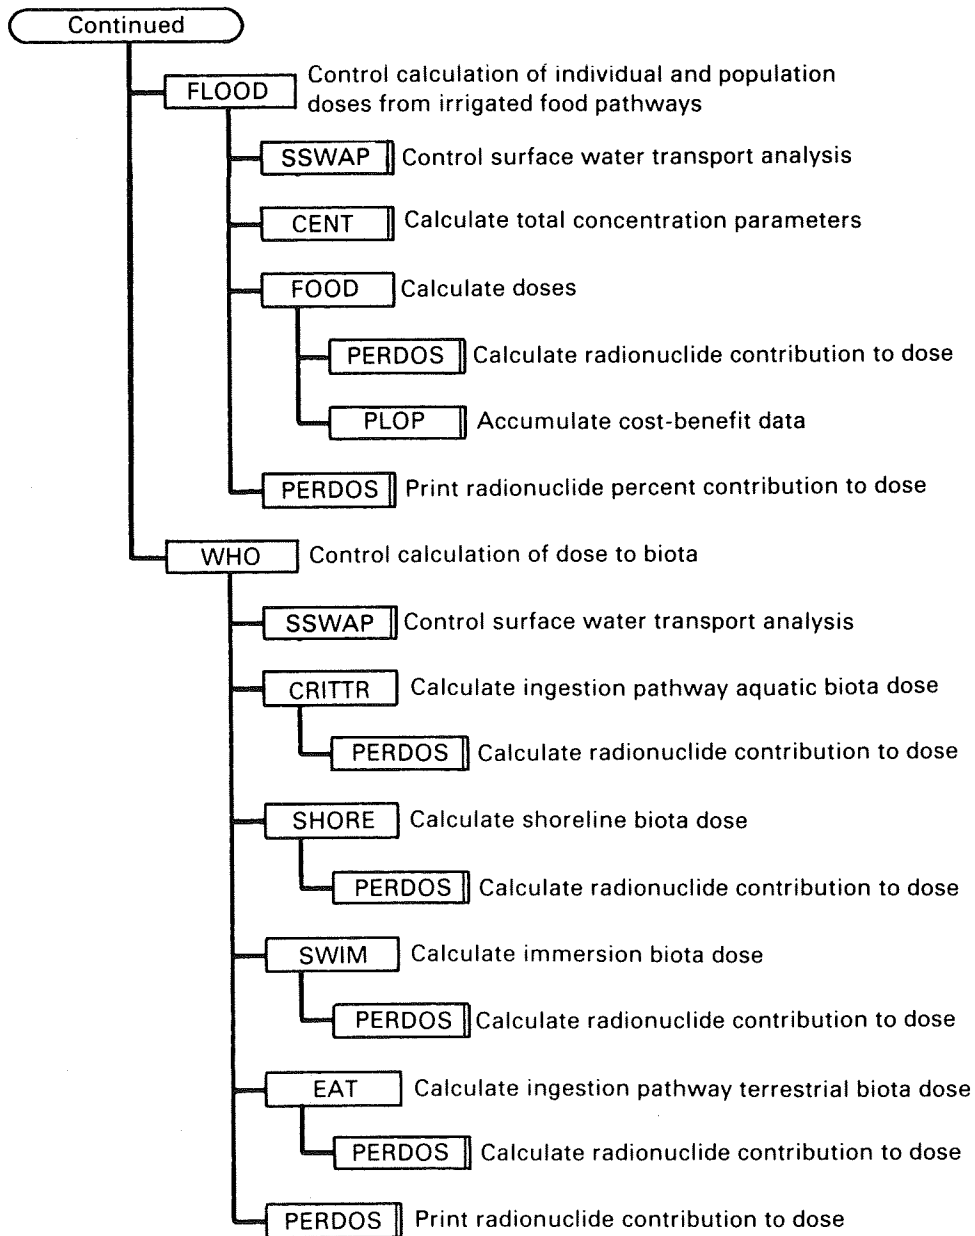 Continued
FLOOD Control calculation of individual and population
doses from irrigated food pathways
SSWAP Control surface water transport analysis
CENT Calculate total concentration parameters
FOOD Calculate doses
PERDOS Calculate radionuclide contribution to dose
PLOP Accumulate cost-benefit data
PERDOS Print radionuclide percent contribution to dose
WHO Control calculation of dose to biota
SSWAP Control surface water transport analysis
CRITTR Calculate ingestion pathway aquatic biota dose
PERDOS Calculate radionuclide contribution to dose
SHORE Calculate shoreline biota dose
PERDOS Calculate radionuclide contribution to dose
SWIM Calculate immersion biota dose
PERDOS Calculate radionuclide contribution to dose
EAT Calculate ingestion pathway terrestrial biota dose
PERDOS Calculate radionuclide contribution to dose
PERDOS Print radionuclide contribution to dose